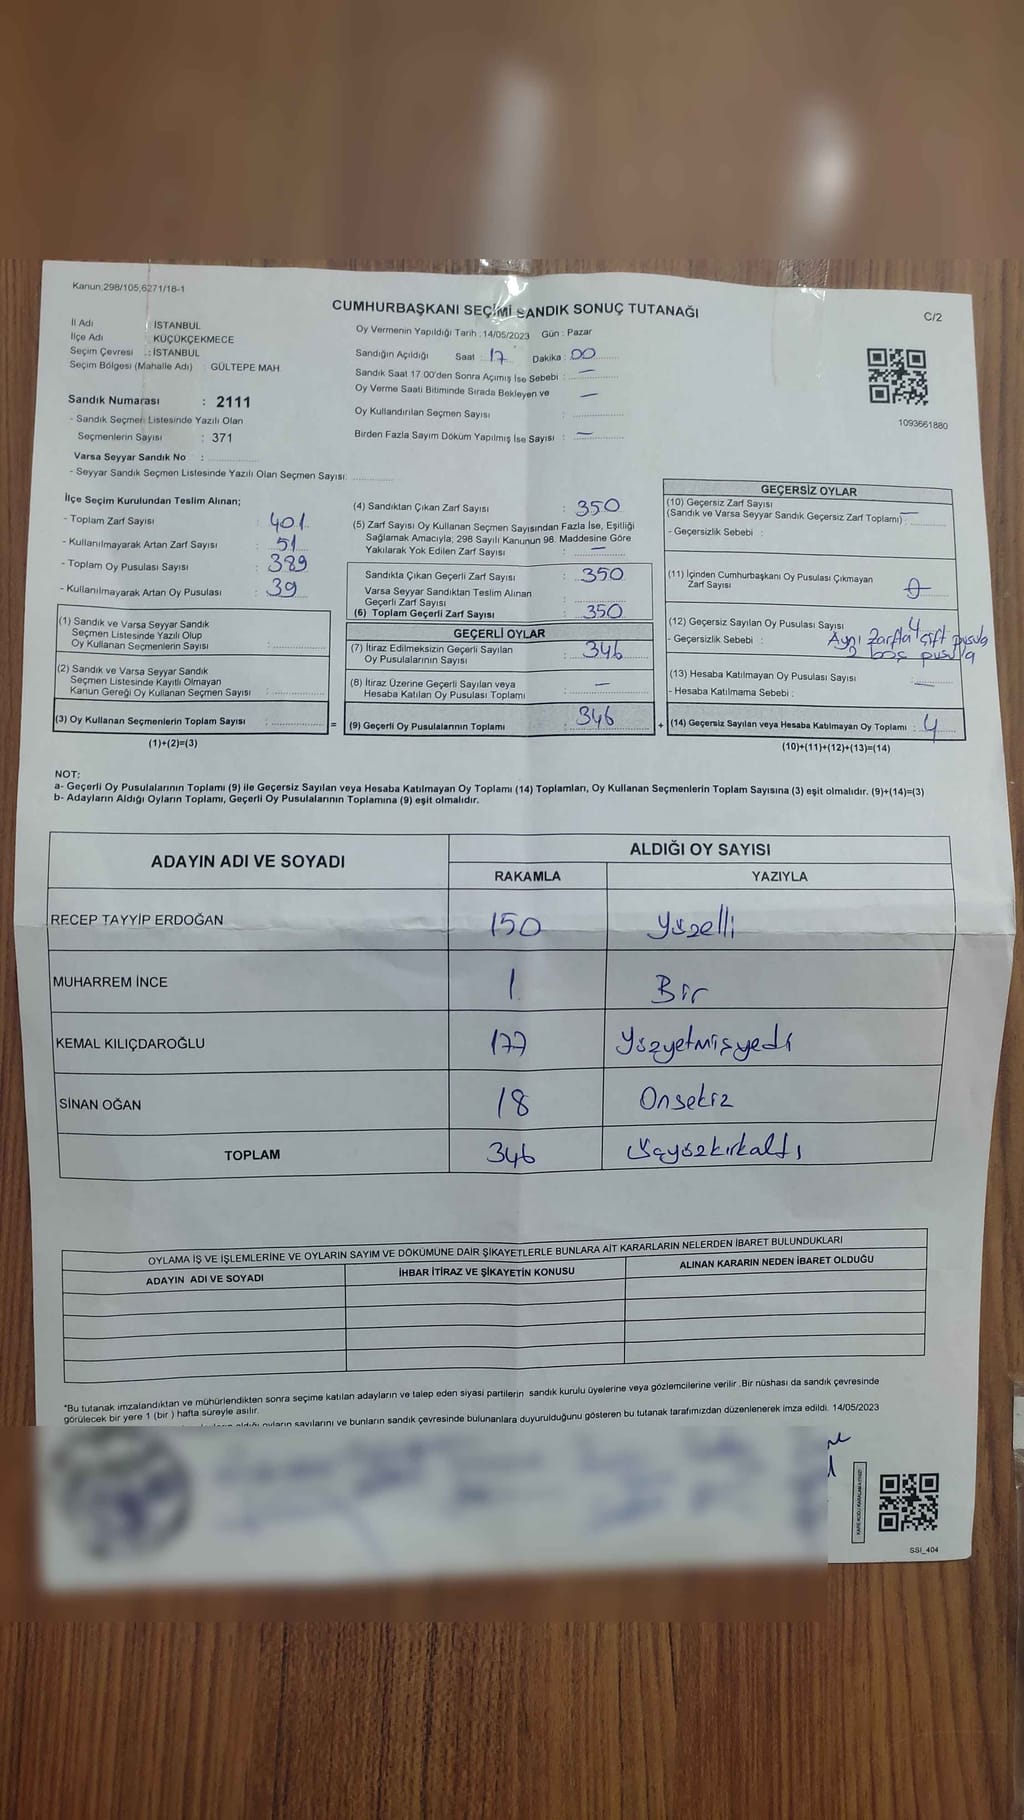 Kanun;298/105,6271/18-1
CUMHURBAŞKANI SEÇİMİ SANDIK SONUÇ TUTANAĞI
C/2
İl Adı İSTANBUL
İlçe Adı KÜÇÜKÇEKMECE
Seçim Çevresi .: İSTANBUL
Seçim Bölgesi (Mahalle Adı) : GÜLTEPE MAH
Sandık Numarası : 2111
- Sandık Seçmen Listesinde Yazılı Olan
Seçmenlerin Sayısı : 371
Varsa Seyyar Sandık No :
- Seyyar Sandık Seçmen Listesinde Yazılı Olan Seçmen Sayısı:
Oy Vermenin Yapıldığı Tarih : 14/05/2023 Gün : Pazar
Sandığın Açıldığı Saat : 17 Dakika : 00
Sandık Saat 17.00'den Sonra Açımış İse Sebebi : —
Oy Verme Saati Bitiminde Sırada Bekleyen ve —
Oy Kullandırılan Seçmen Sayısı :
Birden Fazla Sayım Döküm Yapılmış İse Sayısı : —
1093661880
İlçe Seçim Kurulundan Teslim Alınan;
- Toplam Zarf Sayısı : 401
- Kullanılmayarak Artan Zarf Sayısı : 51
- Toplam Oy Pusulası Sayısı : 389
- Kullanılmayarak Artan Oy Pusulası : 39
(1) Sandık ve Varsa Seyyar Sandık
Seçmen Listesinde Yazılı Olup
Oy Kullanan Seçmenlerin Sayısı :
(2) Sandık ve Varsa Seyyar Sandık
Seçmen Listesinde Kayıtlı Olmayan
Kanun Gereği Oy Kullanan Seçmen Sayısı :
(3) Oy Kullanan Seçmenlerin Toplam Sayısı : =
(1)+(2)=(3)
(4) Sandıktan Çıkan Zarf Sayısı : 350
(5) Zarf Sayısı Oy Kullanan Seçmen Sayısından Fazla İse, Eşitliği
Sağlamak Amacıyla; 298 Sayılı Kanunun 98. Maddesine Göre
Yakılarak Yok Edilen Zarf Sayısı : —
Sandıkta Çıkan Geçerli Zarf Sayısı : 350
Varsa Seyyar Sandıktan Teslim Alınan
Geçerli Zarf Sayısı :
(6) Toplam Geçerli Zarf Sayısı : 350
GEÇERLİ OYLAR
(7) İtiraz Edilmeksizin Geçerli Sayılan
Oy Pusulalarının Sayısı : 346
(8) İtiraz Üzerine Geçerli Sayılan veya
Hesaba Katılan Oy Pusulası Toplamı : —
(9) Geçerli Oy Pusulalarının Toplamı : 346 +
GEÇERSİZ OYLAR
(10) Geçersiz Zarf Sayısı
(Sandık ve Varsa Seyyar Sandık Geçersiz Zarf Toplamı) : —
- Geçersizlik Sebebi :
(11) İçinden Cumhurbaşkanı Oy Pusulası Çıkmayan
Zarf Sayısı : 0
(12) Geçersiz Sayılan Oy Pusulası Sayısı : 4
- Geçersizlik Sebebi : Aynı zarfta çift pusula
2 boş pusula
(13) Hesaba Katılmayan Oy Pusulası Sayısı : —
- Hesaba Katılmama Sebebi :
(14) Geçersiz Sayılan veya Hesaba Katılmayan Oy Toplamı : 4
(10)+(11)+(12)+(13)=(14)
NOT:
a- Geçerli Oy Pusulalarının Toplamı (9) ile Geçersiz Sayılan veya Hesaba Katılmayan Oy Toplamı (14) Toplamları, Oy Kullanan Seçmenlerin Toplam Sayısına (3) eşit olmalıdır. (9)+(14)=(3)
b- Adayların Aldığı Oyların Toplamı, Geçerli Oy Pusulalarının Toplamına (9) eşit olmalıdır.
ADAYIN ADI VE SOYADI ALDIĞI OY SAYISI
RAKAMLA YAZIYLA
RECEP TAYYİP ERDOĞAN 150 Yüzelli
MUHARREM İNCE 1 Bir
KEMAL KILIÇDAROĞLU 177 Yüzyetmişyedi
SİNAN OĞAN 18 Onsekiz
TOPLAM 346 Üçyüzkırkaltı
OYLAMA İŞ VE İŞLEMLERİNE VE OYLARIN SAYIM VE DÖKÜMÜNE DAİR ŞİKAYETLERLE BUNLARA AİT KARARLARIN NELERDEN İBARET BULUNDUKLARI
ADAYIN ADI VE SOYADI İHBAR İTİRAZ VE ŞİKAYETİN KONUSU ALINAN KARARIN NEDEN İBARET OLDUĞU
*Bu tutanak imzalandıktan ve mühürlendikten sonra seçime katılan adayların ve talep eden siyasi partilerin sandık kurulu üyelerine veya gözlemcilerine verilir .Bir nüshası da sandık çevresinde
görülecek bir yere 1 (bir ) hafta süreyle asılır.
aldığı oyların sayılarını ve bunların sandık çevresinde bulunanlara duyurulduğunu gösteren bu tutanak tarafımızdan düzenlenerek imza edildi. 14/05/2023
SSI_404